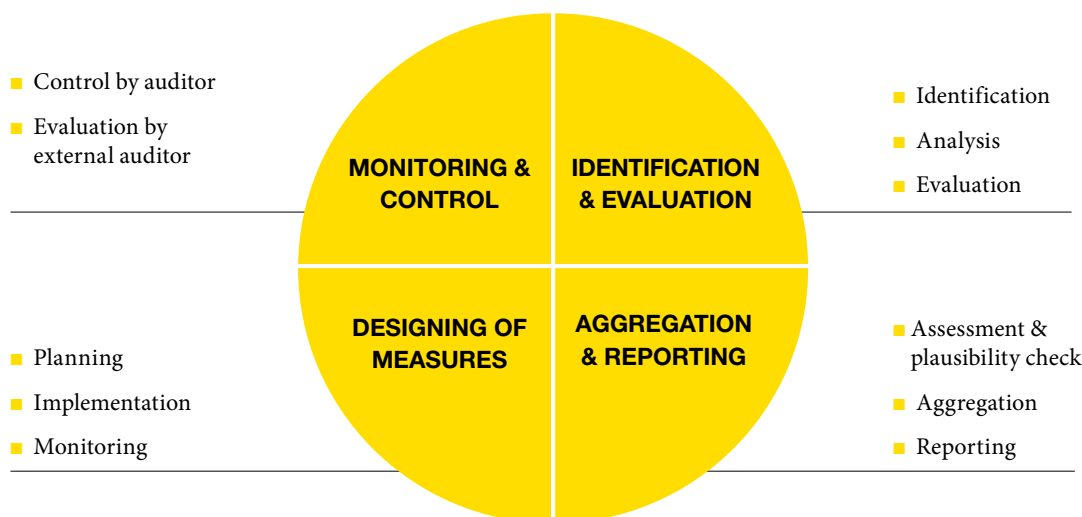 Control by auditor
Evaluation by
external auditor
MONITORING &
CONTROL
IDENTIFICATION
& EVALUATION
Identification
Analysis
Evaluation
Planning
Implementation
Monitoring
DESIGNING OF
MEASURES
AGGREGATION
& REPORTING
Assessment &
plausibility check
Aggregation
Reporting